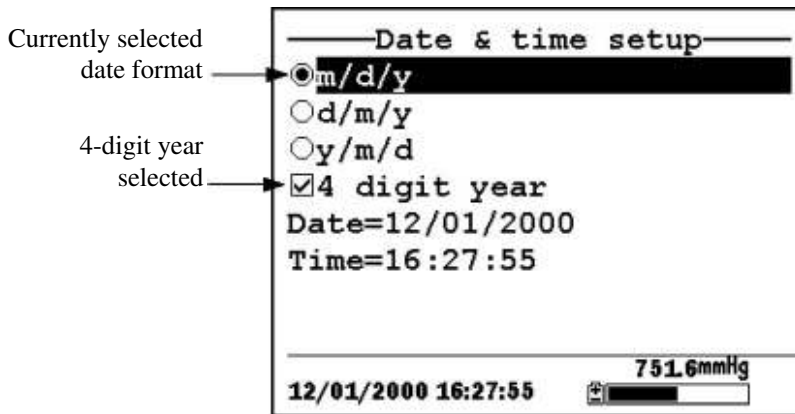 Currently selected
date format
4-digit year
selected
Date & time setup
m/d/y
d/m/y
y/m/d
4 digit year
Date=12/01/2000
Time=16:27:55
751.6mmHg
12/01/2000 16:27:55